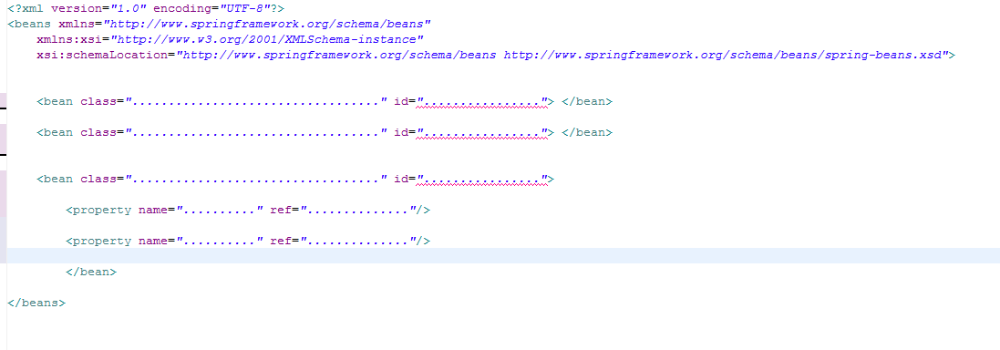 <?xml version="1.0" encoding="UTF-8"?>
<beans xmlns="http://www.springframework.org/schema/beans"
xmlns:xsi="http://www.w3.org/2001/XMLSchema-instance"
xsi:schemaLocation="http://www.springframework.org/schema/beans http://www.springframework.org/schema/beans/spring-beans.xsd">
<bean class=".................................." id="................"> </bean>
<bean class=".................................." id="................"> </bean>
<bean class=".................................." id="................">
<property name=".........." ref=".............."/>
<property name=".........." ref=".............."/>
</bean>
</beans>